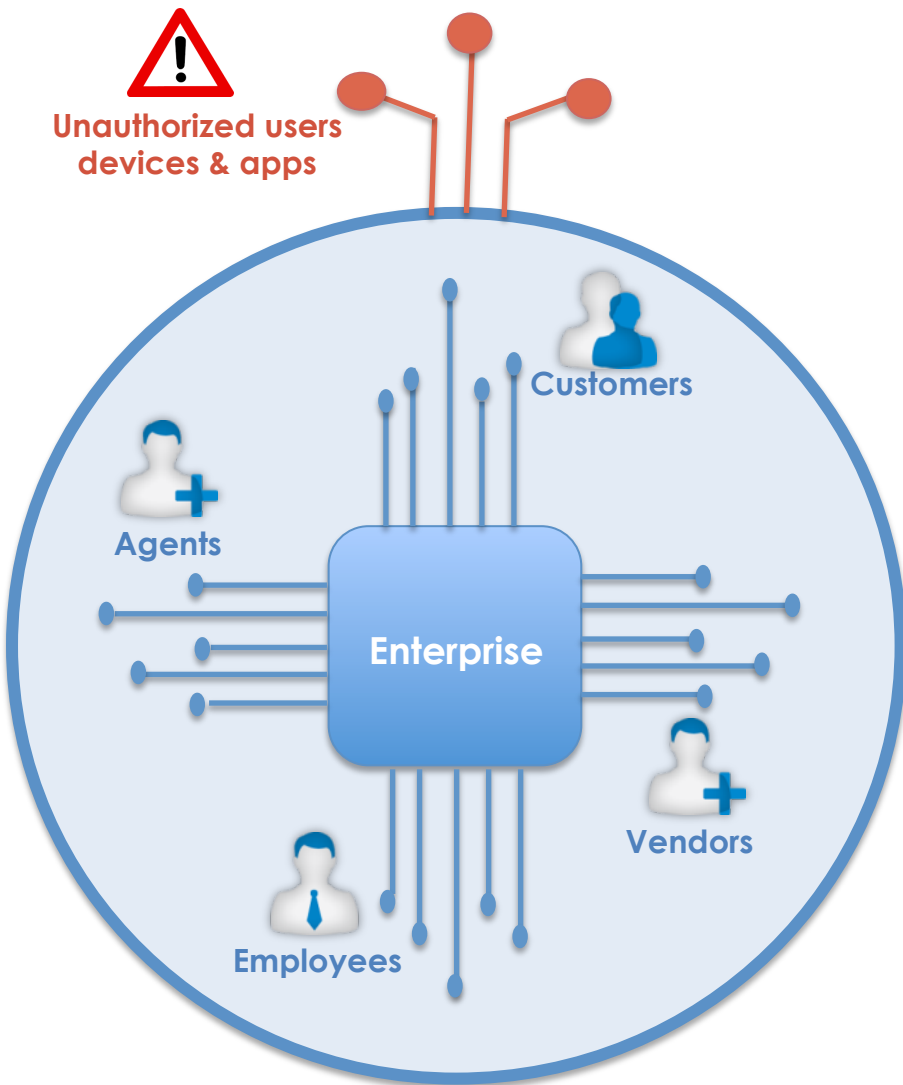 Unauthorized users
devices & apps
Customers
Agents
Enterprise
Vendors
Employees